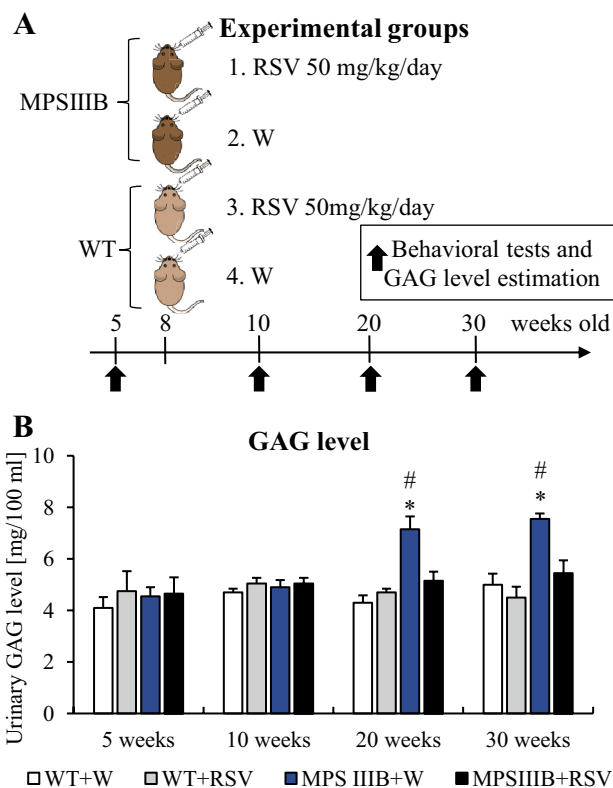 A
Experimental groups
MPSIIIB
1. RSV 50 mg/kg/day
2. W
WT
3. RSV 50mg/kg/day
4. W
Behavioral tests and
GAG level estimation
5 8 10 20 30 weeks old
B
GAG level
Urinary GAG level [mg/100 ml]
10
8
6
4
2
0
# #
* *
5 weeks 10 weeks 20 weeks 30 weeks
WT+W WT+RSV MPS IIIB+W MPSIIIB+RSV